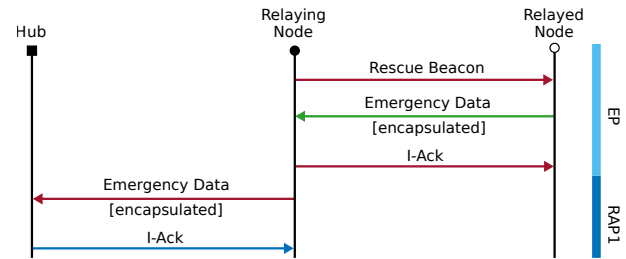 Hub
Relaying
Node
Relayed
Node
Rescue Beacon
Emergency Data
[encapsulated]
I-Ack
EP
Emergency Data
[encapsulated]
I-Ack
RAP1